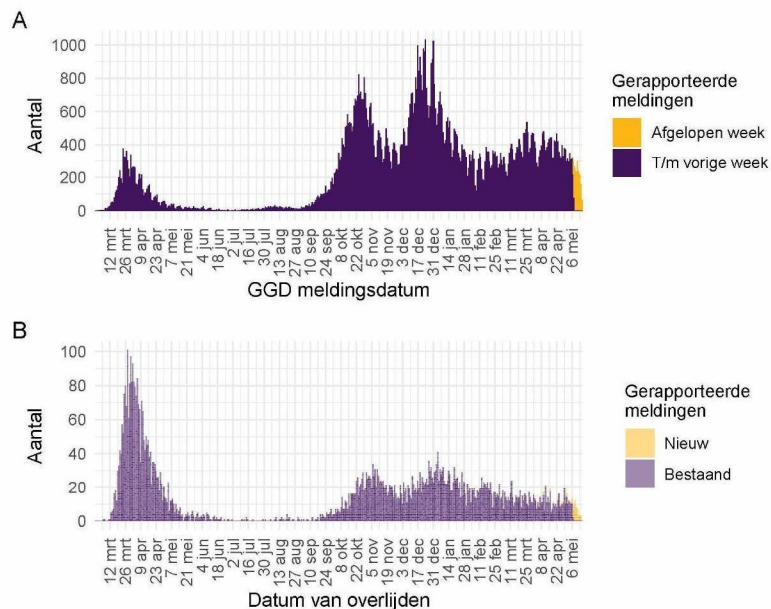 A
1000
800
600
400
200
0
Aantal
12 mrt
26 mrt
9 apr
23 apr
7 mei
21 mei
4 jun
18 jun
2 jul
16 jul
30 jul
13 aug
27 aug
10 sep
24 sep
8 okt
22 okt
5 nov
19 nov
3 dec
17 dec
31 dec
14 jan
28 jan
11 feb
25 feb
11 mrt
25 mrt
8 apr
22 apr
6 mei
GGD meldingsdatum
Gerapporteerde
meldingen
Afgelopen week
T/m vorige week
B
100
80
60
40
20
0
Aantal
12 mrt
26 mrt
9 apr
23 apr
7 mei
21 mei
4 jun
18 jun
2 jul
16 jul
30 jul
13 aug
27 aug
10 sep
24 sep
8 okt
22 okt
5 nov
19 nov
3 dec
17 dec
31 dec
14 jan
28 jan
11 feb
25 feb
11 mrt
25 mrt
8 apr
22 apr
6 mei
Datum van overlijden
Gerapporteerde
meldingen
Nieuw
Bestaand